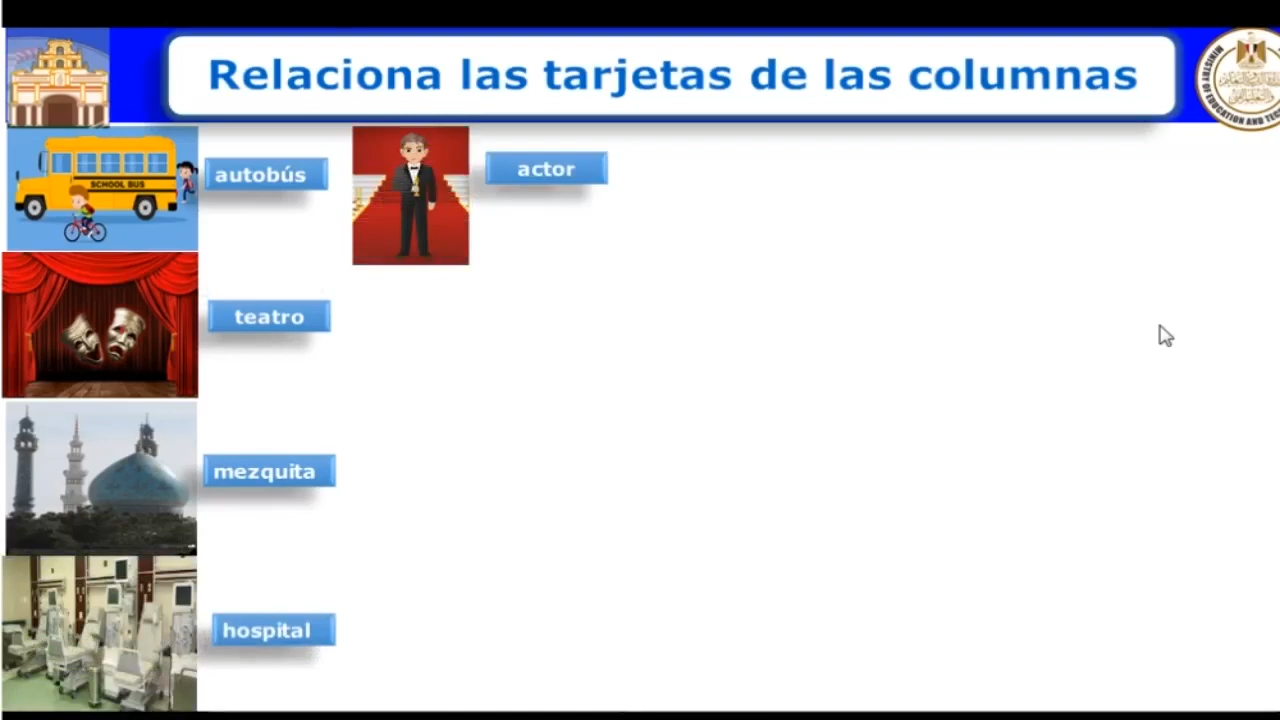 Relaciona las tarjetas de las columnas
SCHOOL BUS
autobús
actor
teatro
mezquita
hospital